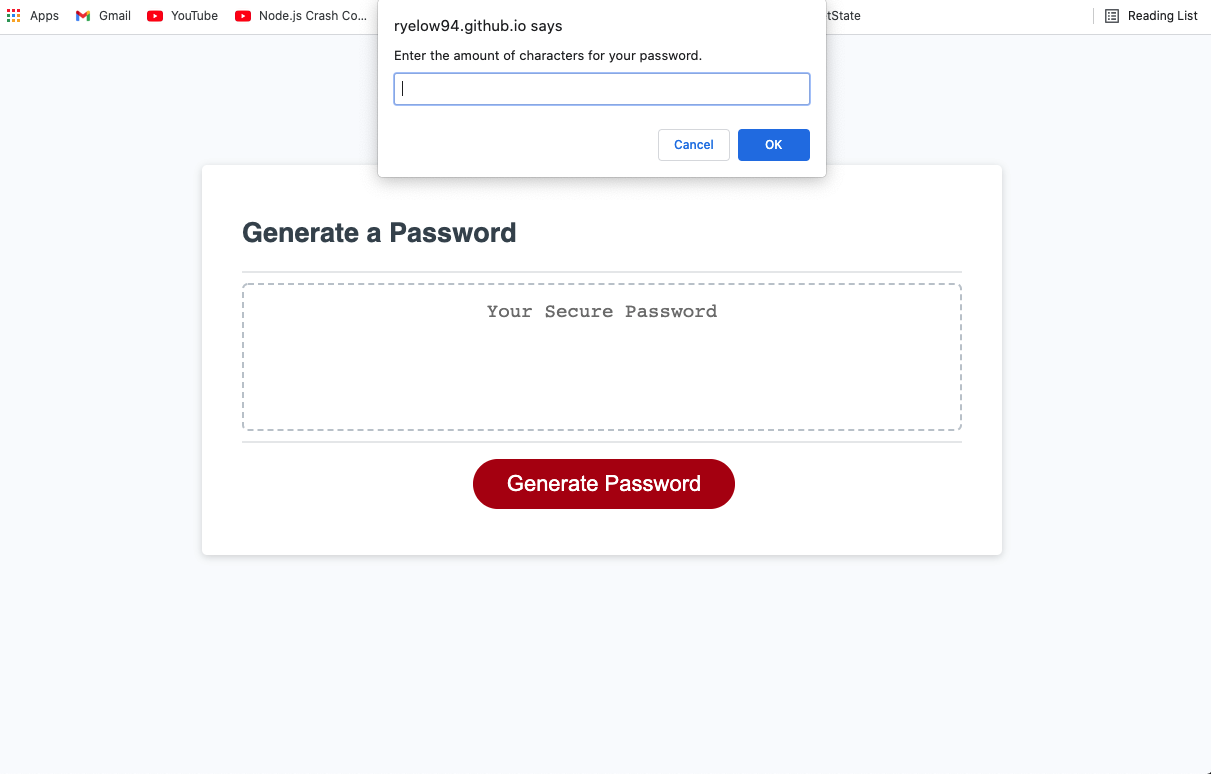 Apps Gmail YouTube Node.js Crash Co... tState Reading List
ryelow94.github.io says
Enter the amount of characters for your password.
Cancel OK
Generate a Password
Your Secure Password
Generate Password